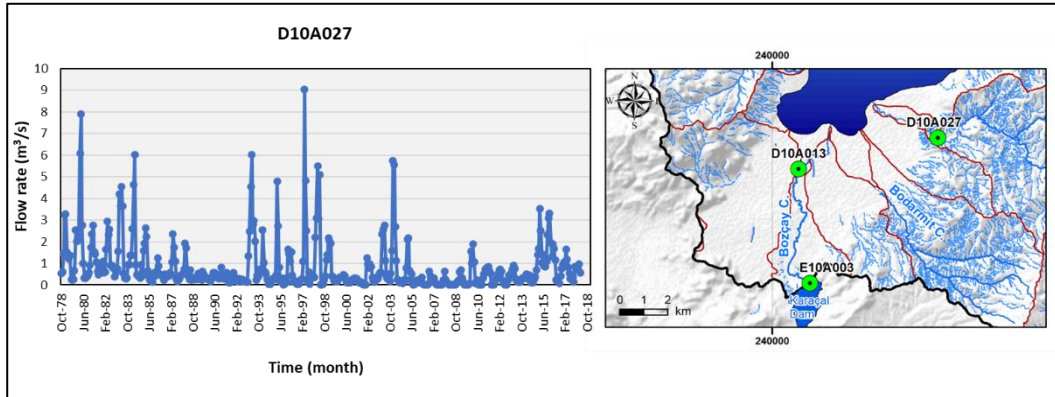 D10A027
10
9
8
7
6
5
4
3
2
1
0
Flow rate (m³/s)
Oct-78
Jun-80
Feb-82
Oct-83
Jun-85
Feb-87
Oct-88
Jun-90
Feb-92
Oct-93
Jun-95
Feb-97
Oct-98
Jun-00
Feb-02
Oct-03
Jun-05
Feb-07
Oct-08
Jun-10
Feb-12
Oct-13
Jun-15
Feb-17
Oct-18
Time (month)
240000
N
W E
S
D10A027
D10A013
Bozçay C.
Bodarmit C.
E10A003
Karaçal
Dam
0 1 2
km
240000